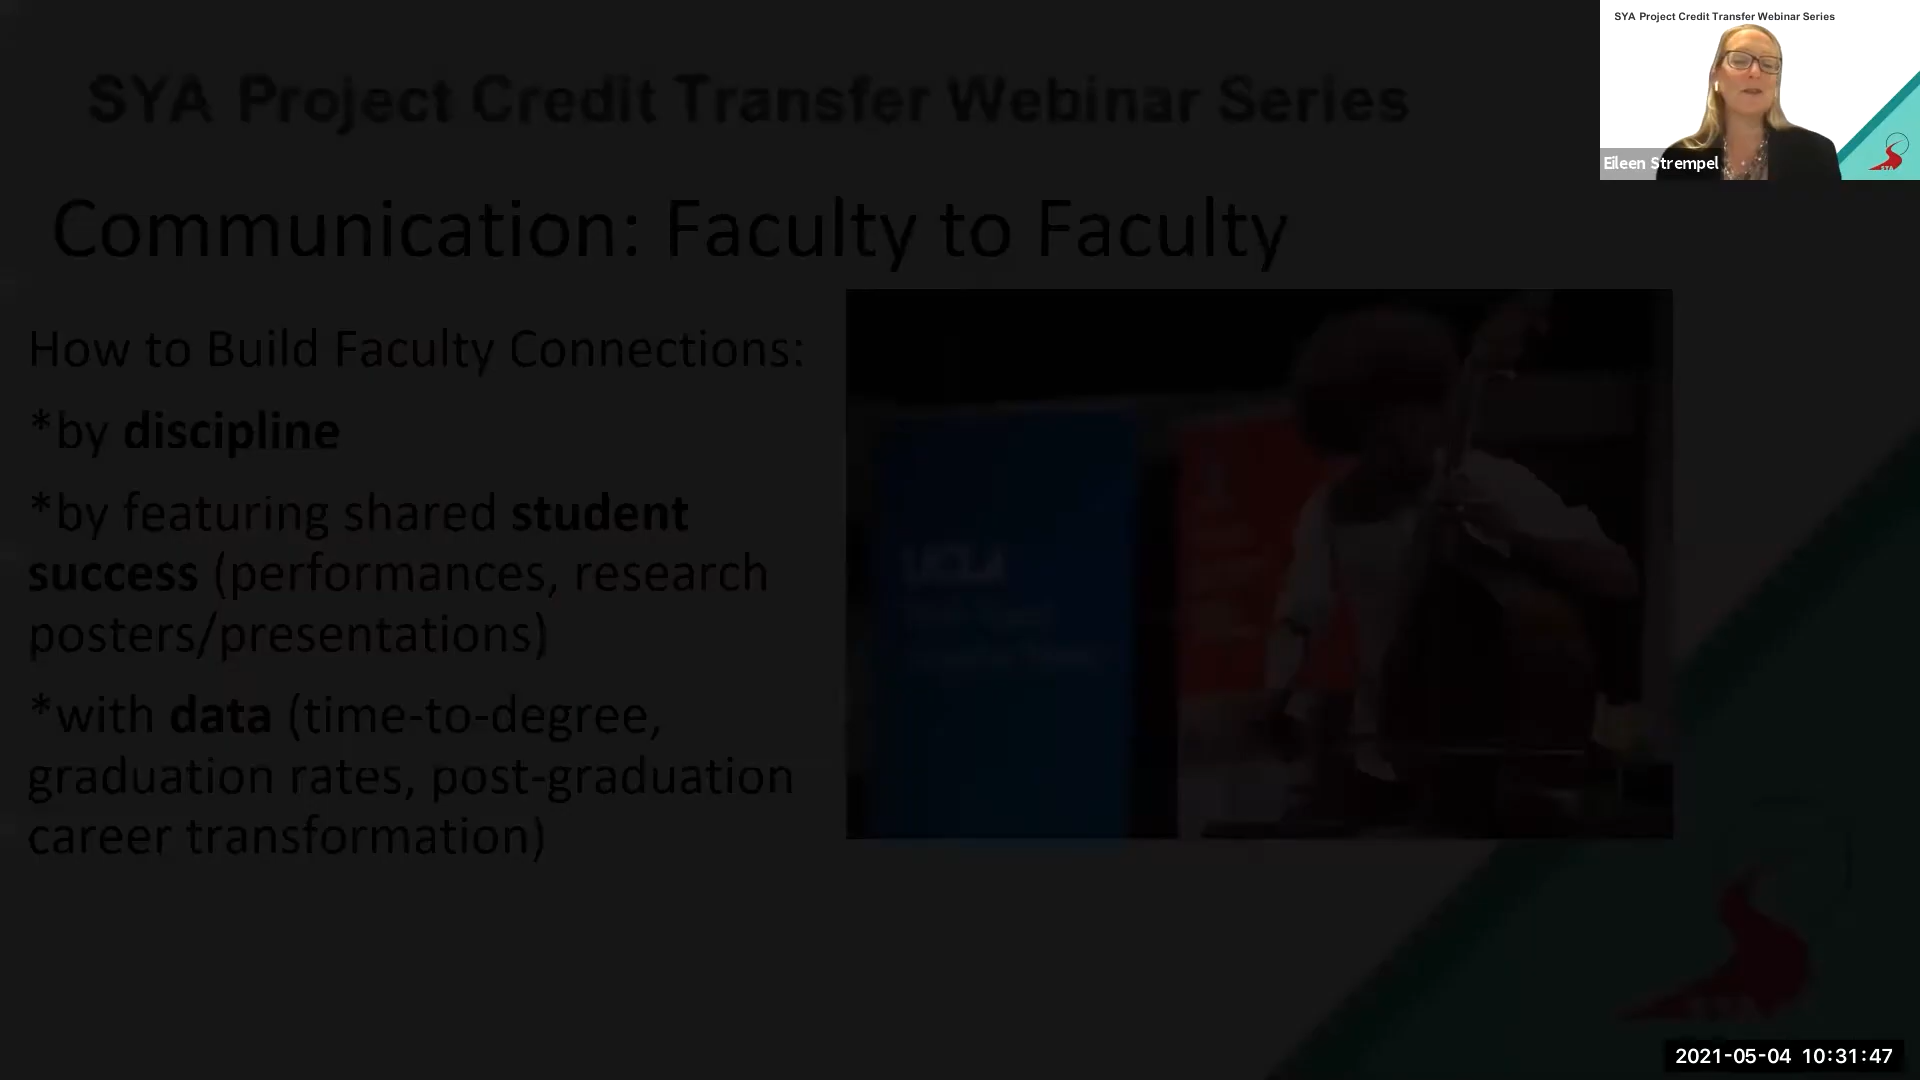 SYA Project Credit Transfer Webinar Series
SYA Project Credit Transfer Webinar Series
Eileen Strempel
Communication: Faculty to Faculty
How to Build Faculty Connections:
*by discipline
*by featuring shared student
success (performances, research
posters/presentations)
*with data (time-to-degree,
graduation rates, post-graduation
career transformation)
UCLA
2021-05-04 10:31:47